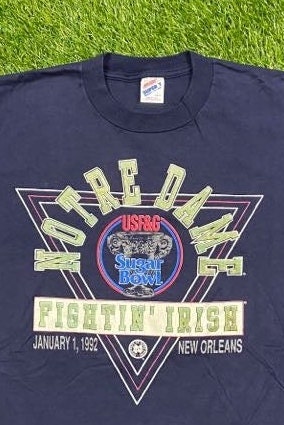 NOTRE DAME
USF&G
Sugar
Bowl
FIGHTIN' IRISH
JANUARY 1, 1992 NEW ORLEANS